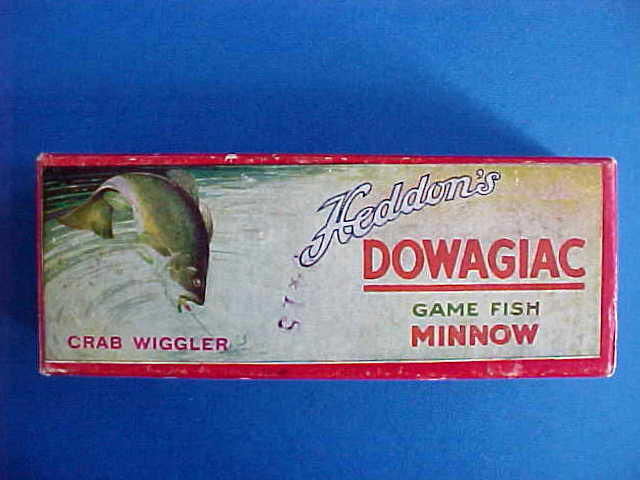 Heddon's
DOWAGIAC
GAME FISH
MINNOW
CRAB WIGGLER